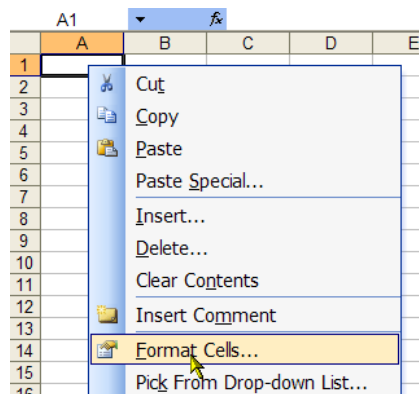 A1 fx
A B C D E
1
2 Cut
3 Copy
4
5 Paste
6 Paste Special...
7
8 Insert...
9 Delete...
10
11 Clear Contents
12 Insert Comment
13
14 Format Cells...
15 Pick From Drop-down List...
16